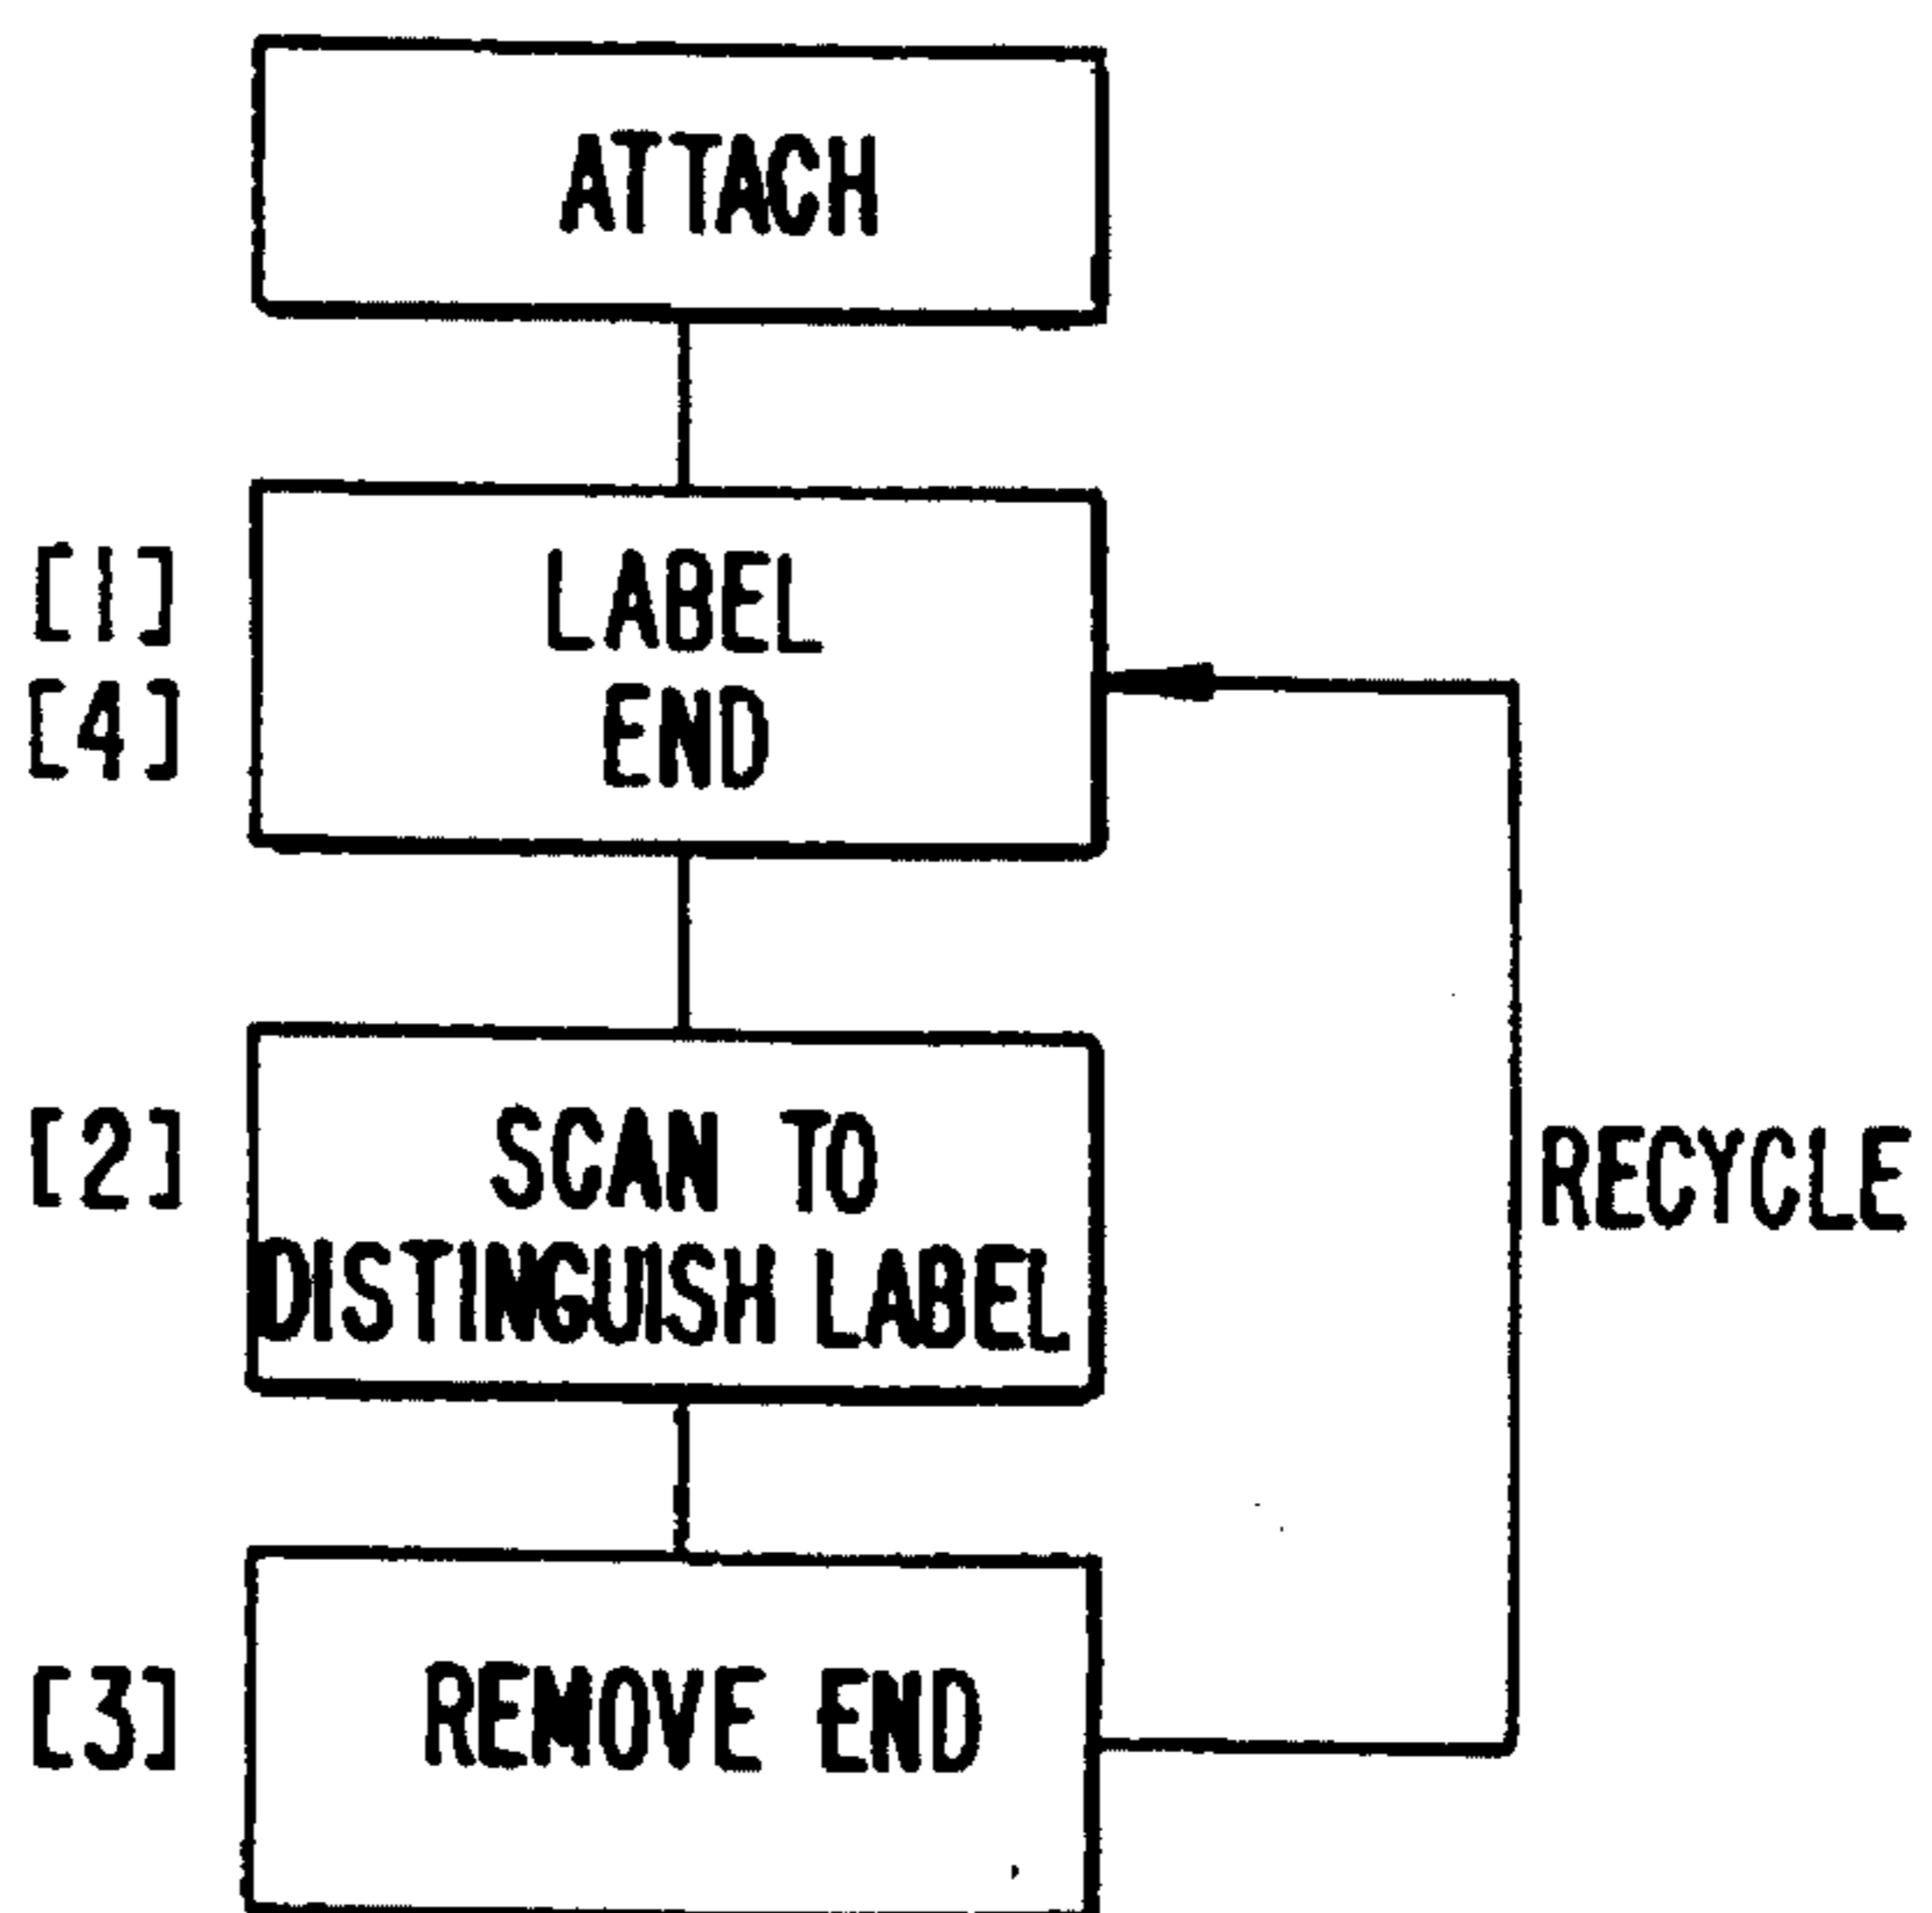 ATTACH
[1]
LABEL
[4]
END
[2]
SCAN TO
DISTINGUISH LABEL
RECYCLE
[3]
REMOVE END